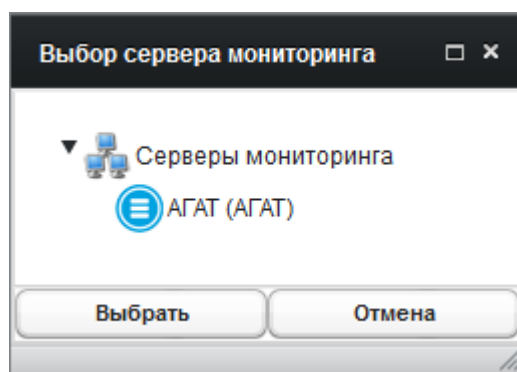 Выбор сервера мониторинга
Серверы мониторинга
АГАТ (АГАТ)
Выбрать Отмена